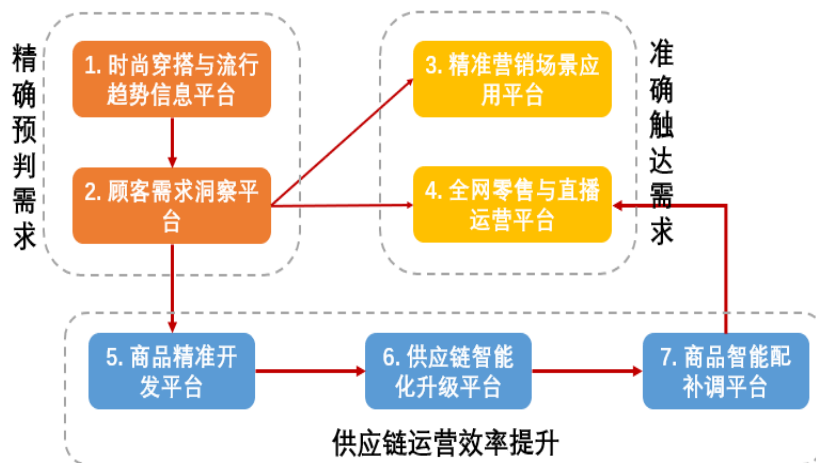 精确预判需求
1. 时尚穿搭与流行
趋势信息平台
2. 顾客需求洞察平
台
3. 精准营销场景应
用平台
4. 全网零售与直播
运营平台
准确触达需求
5. 商品精准开
发平台
6. 供应链智能
化升级平台
7. 商品智能配
补调平台
供应链运营效率提升